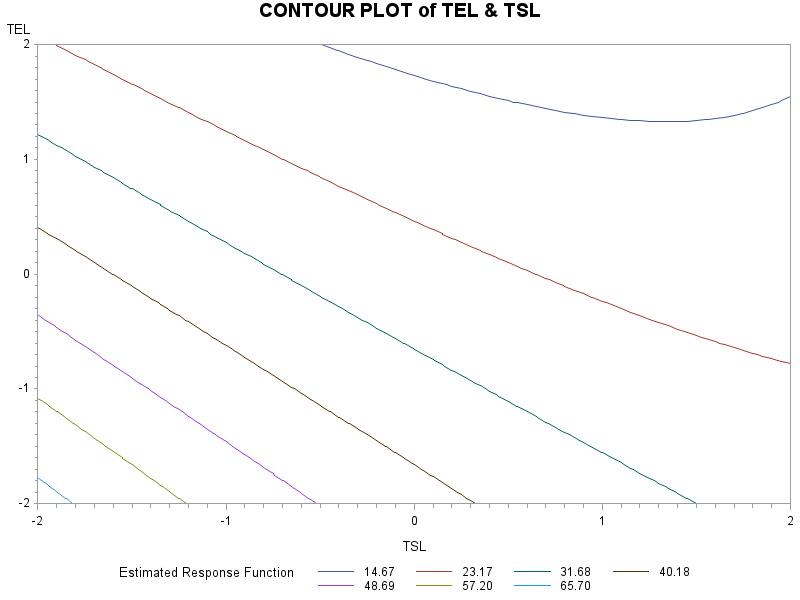 CONTOUR PLOT of TEL & TSL
TEL
2
1
0
-1
-2
-2 -1 0 1 2
TSL
Estimated Response Function 14.67 23.17 31.68 40.18
48.69 57.20 65.70